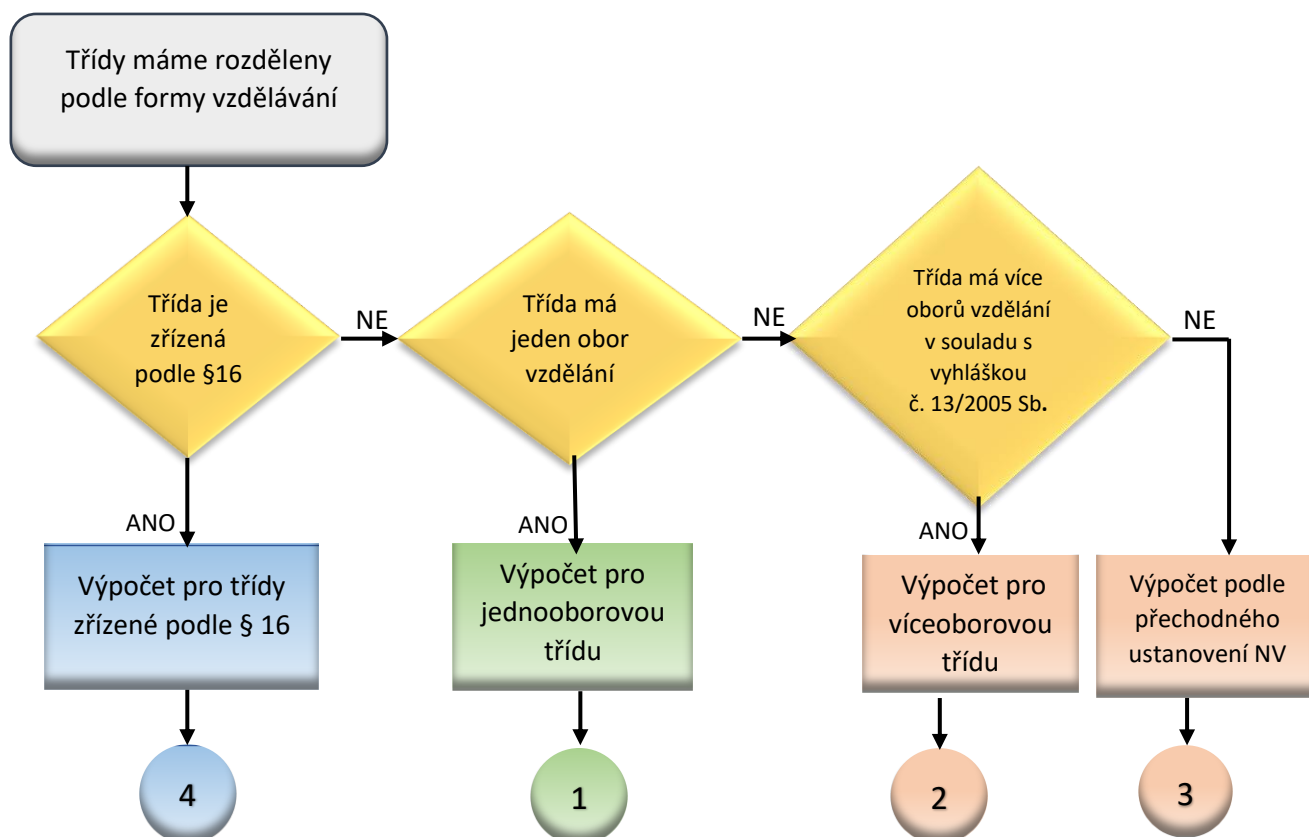 Třídy máme rozděleny
podle formy vzdělávání
Třída je
zřízená
podle §16
NE
Třída má
jeden obor
vzdělání
NE
Třída má více
oborů vzdělání
v souladu s
vyhláškou
č. 13/2005 Sb.
NE
ANO
ANO
ANO
Výpočet pro třídy
zřízené podle § 16
Výpočet pro
jednooborovou
třídu
Výpočet pro
víceoborovou
třídu
Výpočet podle
přechodného
ustanovení NV
4
1
2
3